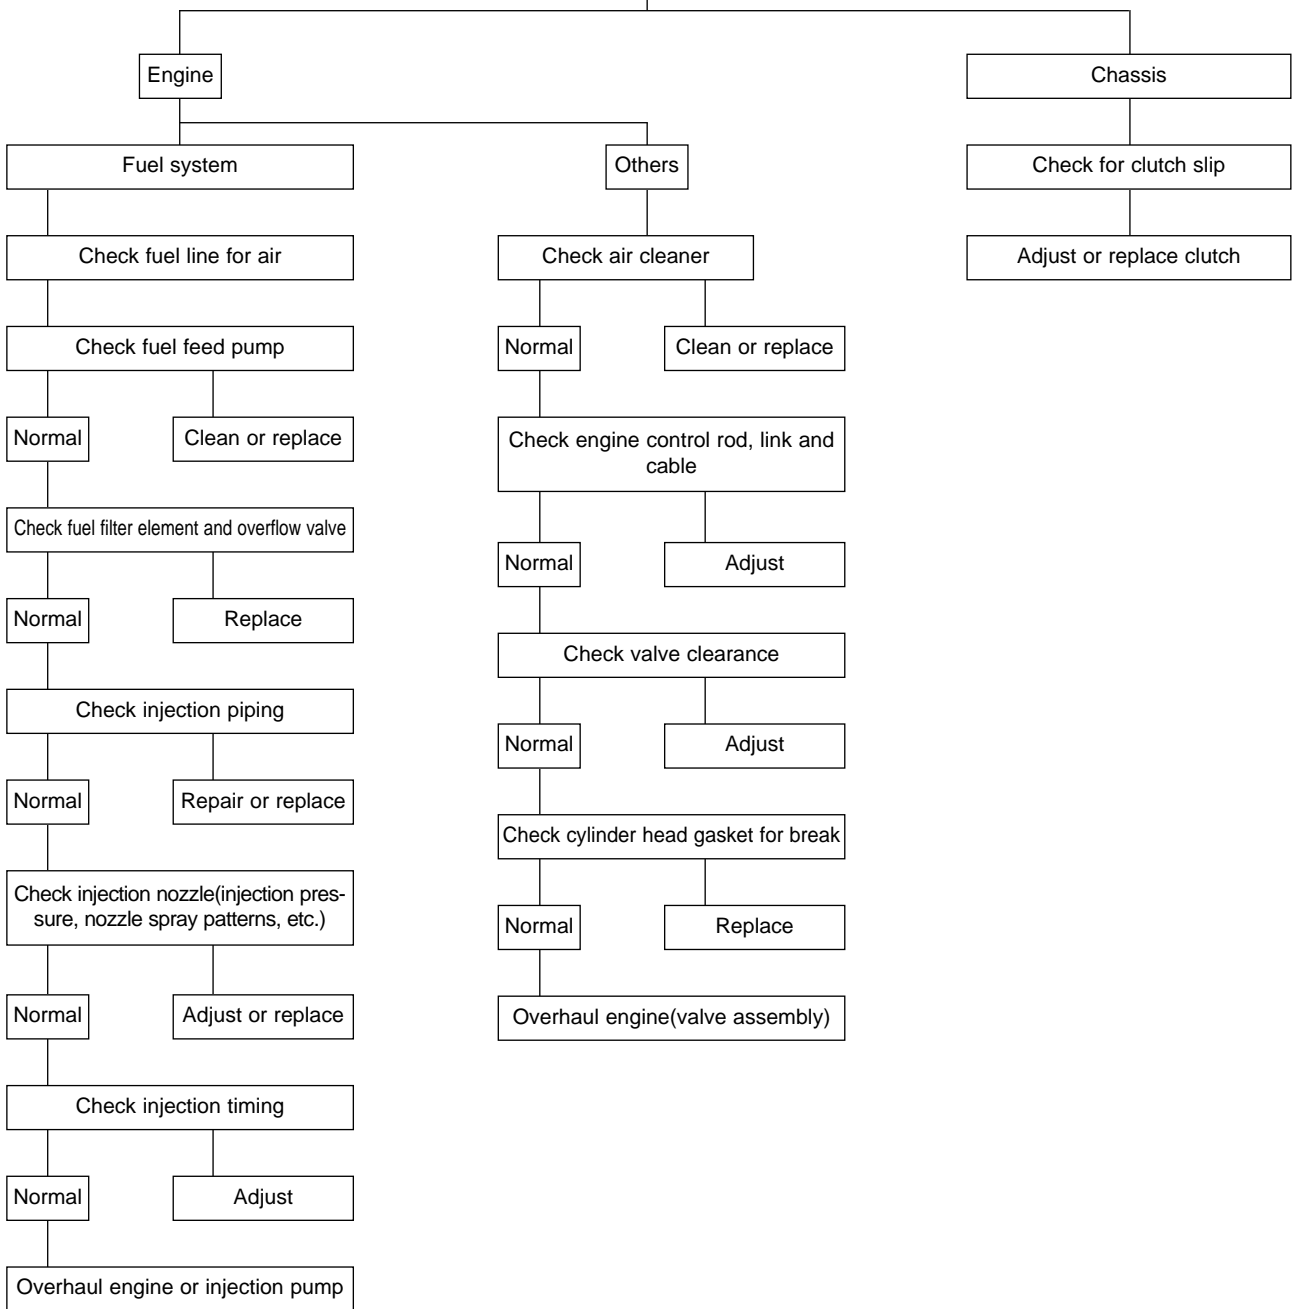 Engine
Chassis
Fuel system
Others
Check for clutch slip
Check fuel line for air
Check air cleaner
Adjust or replace clutch
Check fuel feed pump
Normal
Clean or replace
Normal
Clean or replace
Check engine control rod, link and
cable
Check fuel filter element and overflow valve
Normal
Adjust
Normal
Replace
Check valve clearance
Check injection piping
Normal
Adjust
Normal
Repair or replace
Check cylinder head gasket for break
Check injection nozzle(injection pres-
sure, nozzle spray patterns, etc.)
Normal
Replace
Normal
Adjust or replace
Overhaul engine(valve assembly)
Check injection timing
Normal
Adjust
Overhaul engine or injection pump